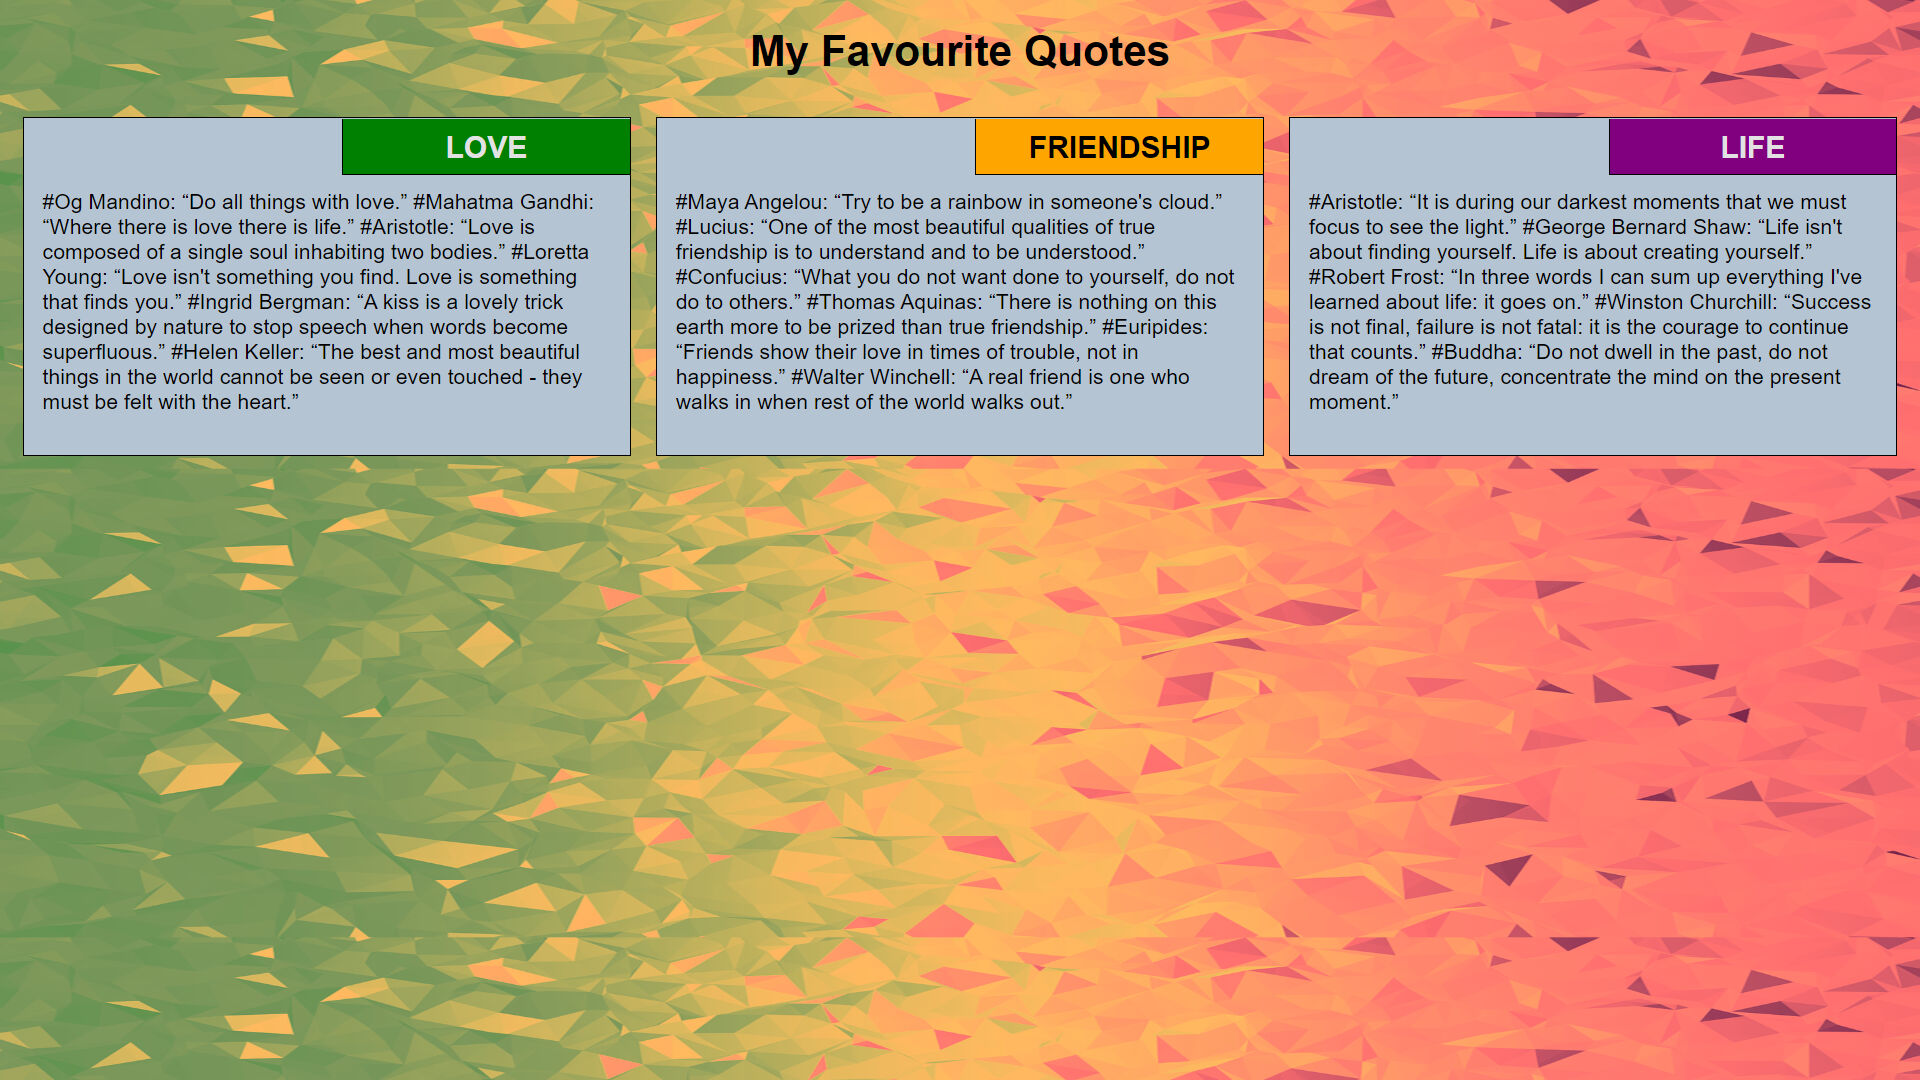 My Favourite Quotes
LOVE
#Og Mandino: “Do all things with love.” #Mahatma Gandhi:
“Where there is love there is life.” #Aristotle: “Love is
composed of a single soul inhabiting two bodies.” #Loretta
Young: “Love isn't something you find. Love is something
that finds you.” #Ingrid Bergman: “A kiss is a lovely trick
designed by nature to stop speech when words become
superfluous.” #Helen Keller: “The best and most beautiful
things in the world cannot be seen or even touched - they
must be felt with the heart.”
FRIENDSHIP
#Maya Angelou: “Try to be a rainbow in someone's cloud.”
#Lucius: “One of the most beautiful qualities of true
friendship is to understand and to be understood.”
#Confucius: “What you do not want done to yourself, do not
do to others.” #Thomas Aquinas: “There is nothing on this
earth more to be prized than true friendship.” #Euripides:
“Friends show their love in times of trouble, not in
happiness.” #Walter Winchell: “A real friend is one who
walks in when rest of the world walks out.”
LIFE
#Aristotle: “It is during our darkest moments that we must
focus to see the light.” #George Bernard Shaw: “Life isn't
about finding yourself. Life is about creating yourself.”
#Robert Frost: “In three words I can sum up everything I've
learned about life: it goes on.” #Winston Churchill: “Success
is not final, failure is not fatal: it is the courage to continue
that counts.” #Buddha: “Do not dwell in the past, do not
dream of the future, concentrate the mind on the present
moment.”